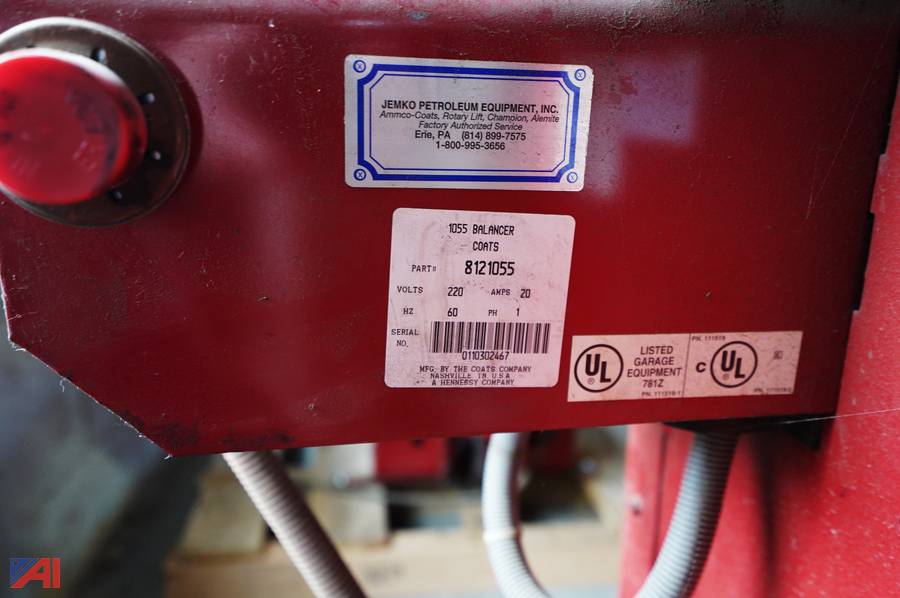 JEMKO PETROLEUM EQUIPMENT, INC.
Ammco-Coats, Rotary Lift, Champion, Alemite
Factory Authorized Service
Erie, PA (814) 899-7575
1-800-995-3656
1055 BALANCER
COATS
PART# 8121055
VOLTS 220 AMPS 20
HZ 60 PH 1
SERIAL
NO.
0110302467
MFG. BY THE COATS COMPANY
NASHVILLE IN U.S.A
A HENNESSY COMPANY
UL
LISTED
GARAGE
EQUIPMENT
781Z
C UL
AI